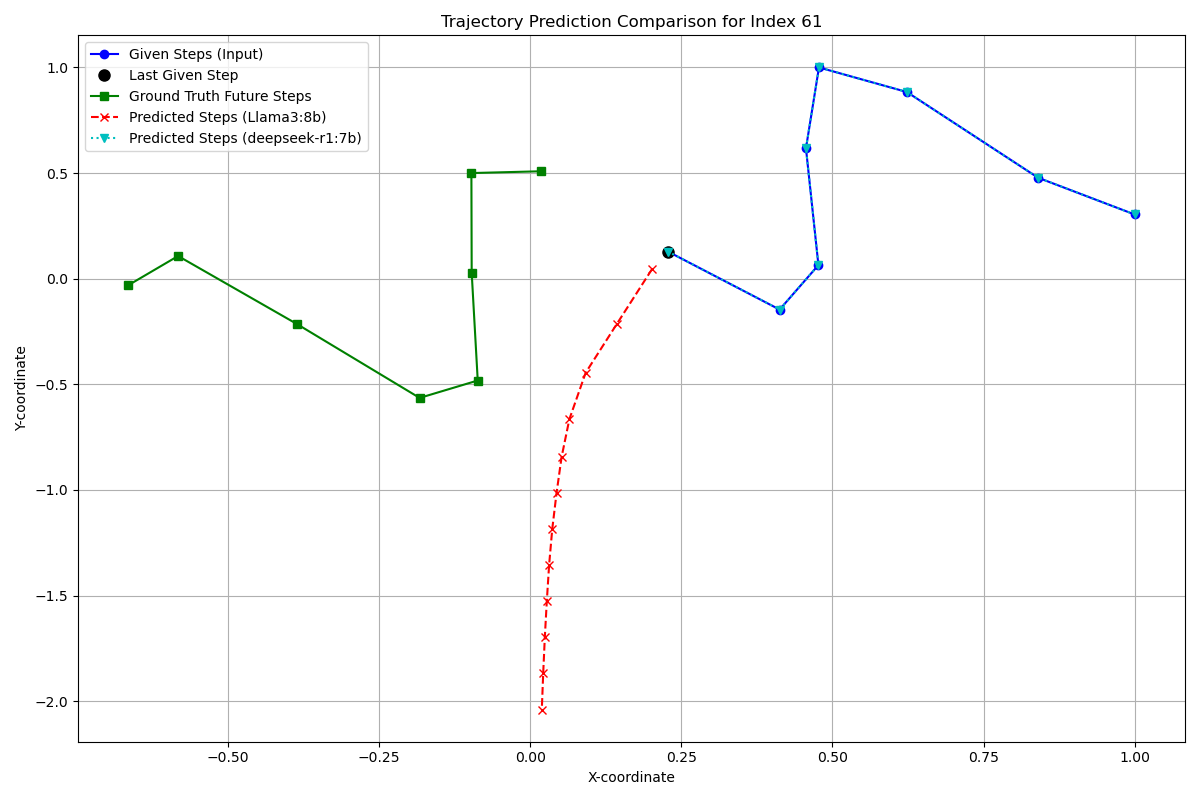 Trajectory Prediction Comparison for Index 61
Given Steps (Input)
Last Given Step
Ground Truth Future Steps
Predicted Steps (Llama3:8b)
Predicted Steps (deepseek-r1:7b)
1.0
0.5
0.0
−0.5
−1.0
−1.5
−2.0
Y-coordinate
−0.50
−0.25
0.00
0.25
0.50
0.75
1.00
X-coordinate